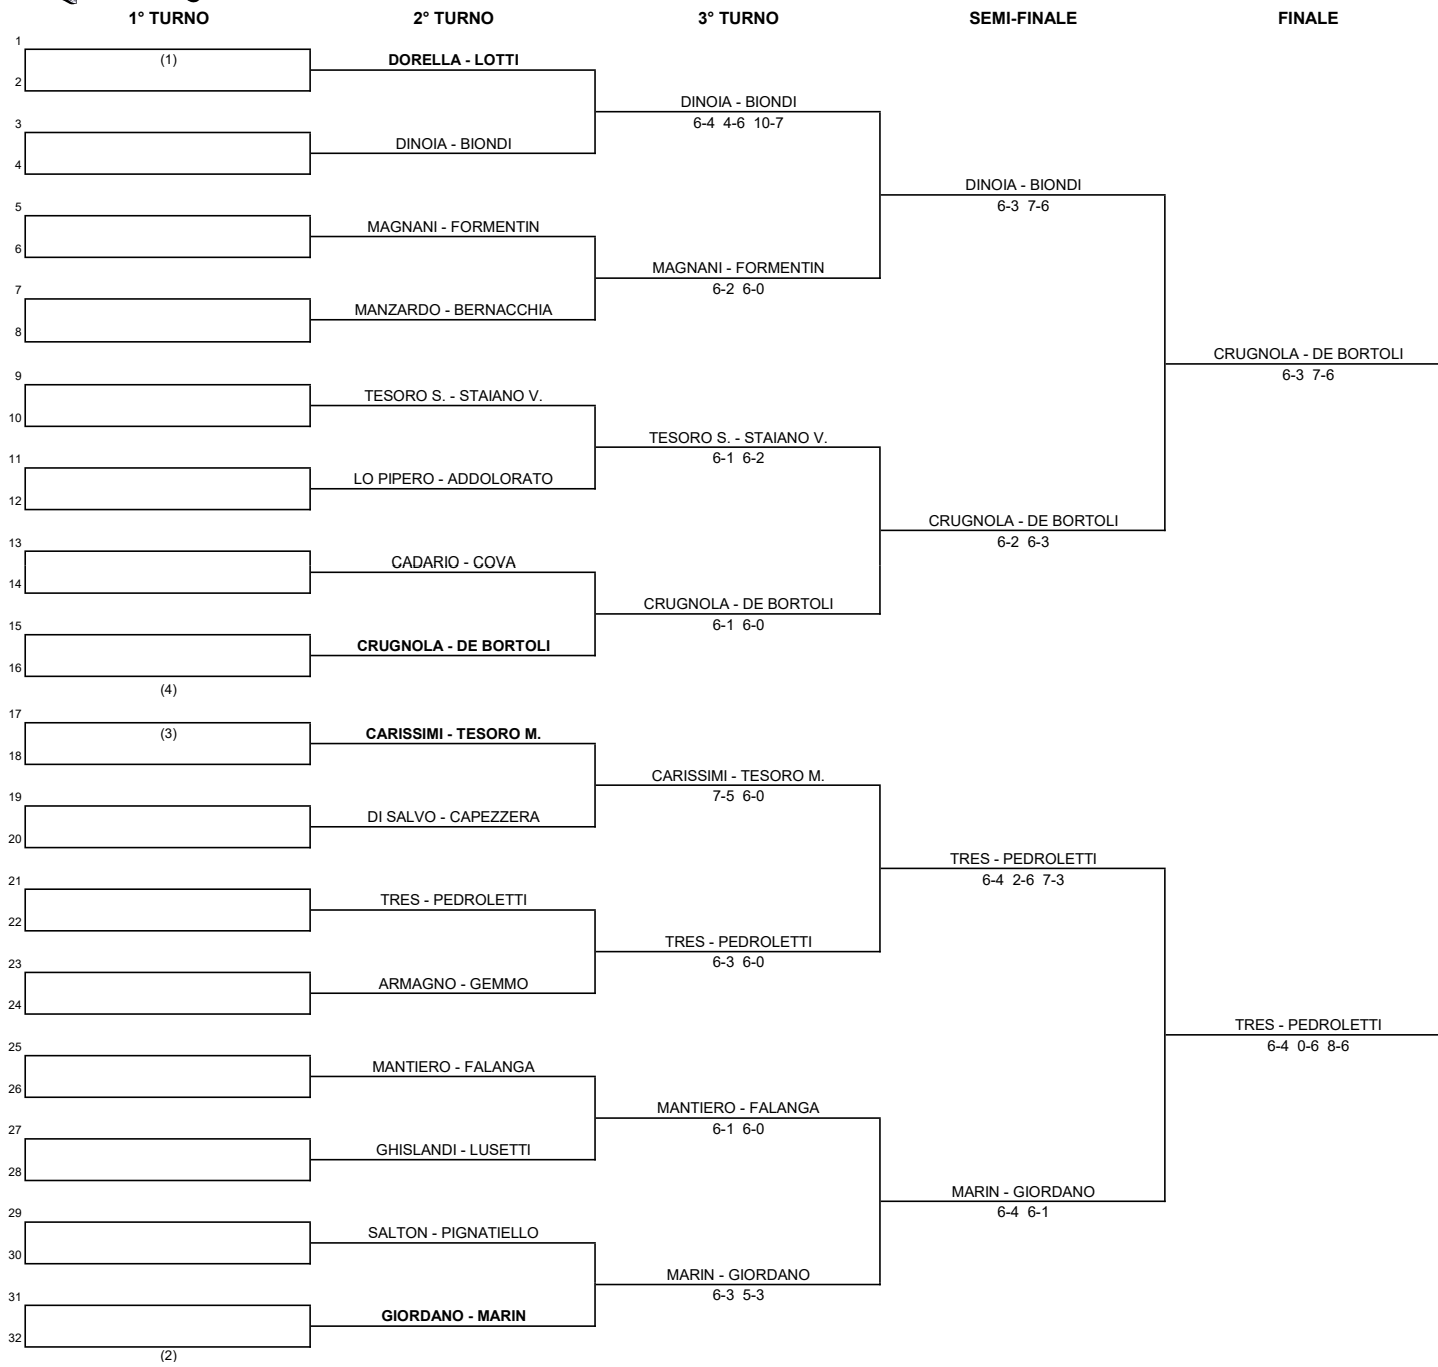 1° TURNO 2° TURNO 3° TURNO SEMI-FINALE FINALE
1
(1) DORELLA - LOTTI
2
DINOIA - BIONDI
6-4 4-6 10-7
3
DINOIA - BIONDI
4
DINOIA - BIONDI
6-3 7-6
5
MAGNANI - FORMENTIN
6
MAGNANI - FORMENTIN
6-2 6-0
7
MANZARDO - BERNACCHIA
8
CRUGNOLA - DE BORTOLI
6-3 7-6
9
TESORO S. - STAIANO V.
10
TESORO S. - STAIANO V.
6-1 6-2
11
LO PIPERO - ADDOLORATO
12
CRUGNOLA - DE BORTOLI
6-2 6-3
13
CADARIO - COVA
14
CRUGNOLA - DE BORTOLI
6-1 6-0
15
CRUGNOLA - DE BORTOLI
16
(4)
17
(3) CARISSIMI - TESORO M.
18
CARISSIMI - TESORO M.
7-5 6-0
19
DI SALVO - CAPEZZERA
20
TRES - PEDROLETTI
6-4 2-6 7-3
21
TRES - PEDROLETTI
22
TRES - PEDROLETTI
6-3 6-0
23
ARMAGNO - GEMMO
24
TRES - PEDROLETTI
6-4 0-6 8-6
25
MANTIERO - FALANGA
26
MANTIERO - FALANGA
6-1 6-0
27
GHISLANDI - LUSETTI
28
MARIN - GIORDANO
6-4 6-1
29
SALTON - PIGNATIELLO
30
MARIN - GIORDANO
6-3 5-3
31
GIORDANO - MARIN
32
(2)